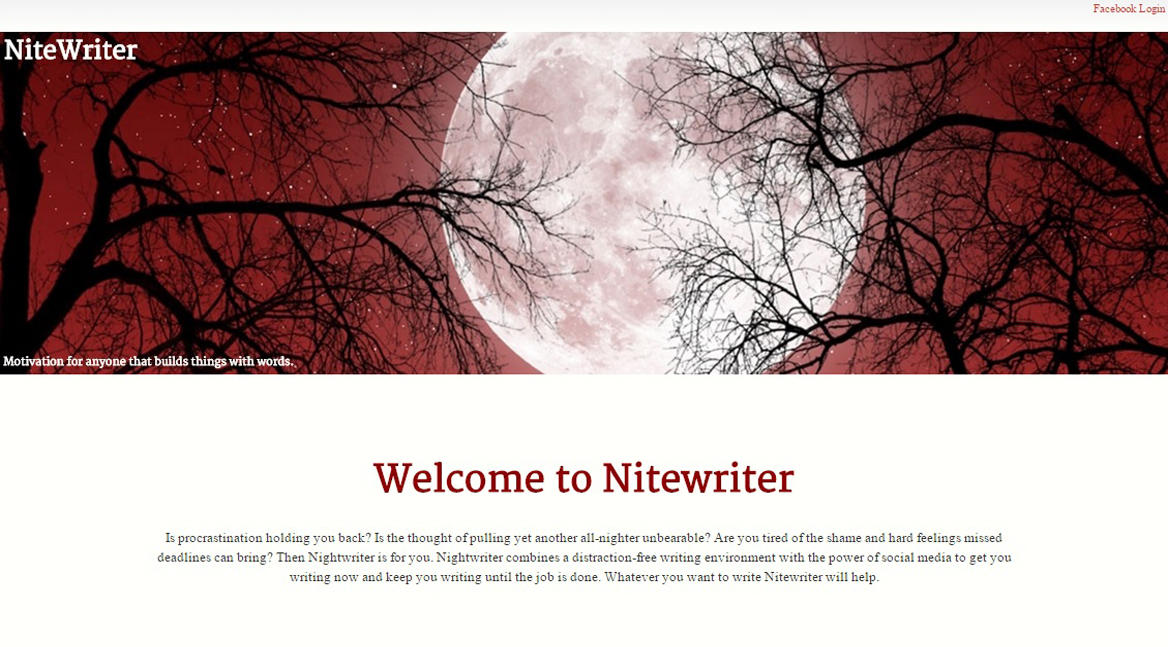 Facebook Login
NiteWriter
Motivation for anyone that builds things with words.
Welcome to Nitewriter
Is procrastination holding you back? Is the thought of pulling yet another all-nighter unbearable? Are you tired of the shame and hard feelings missed
deadlines can bring? Then Nightwriter is for you. Nightwriter combines a distraction-free writing environment with the power of social media to get you
writing now and keep you writing until the job is done. Whatever you want to write Nitewriter will help.